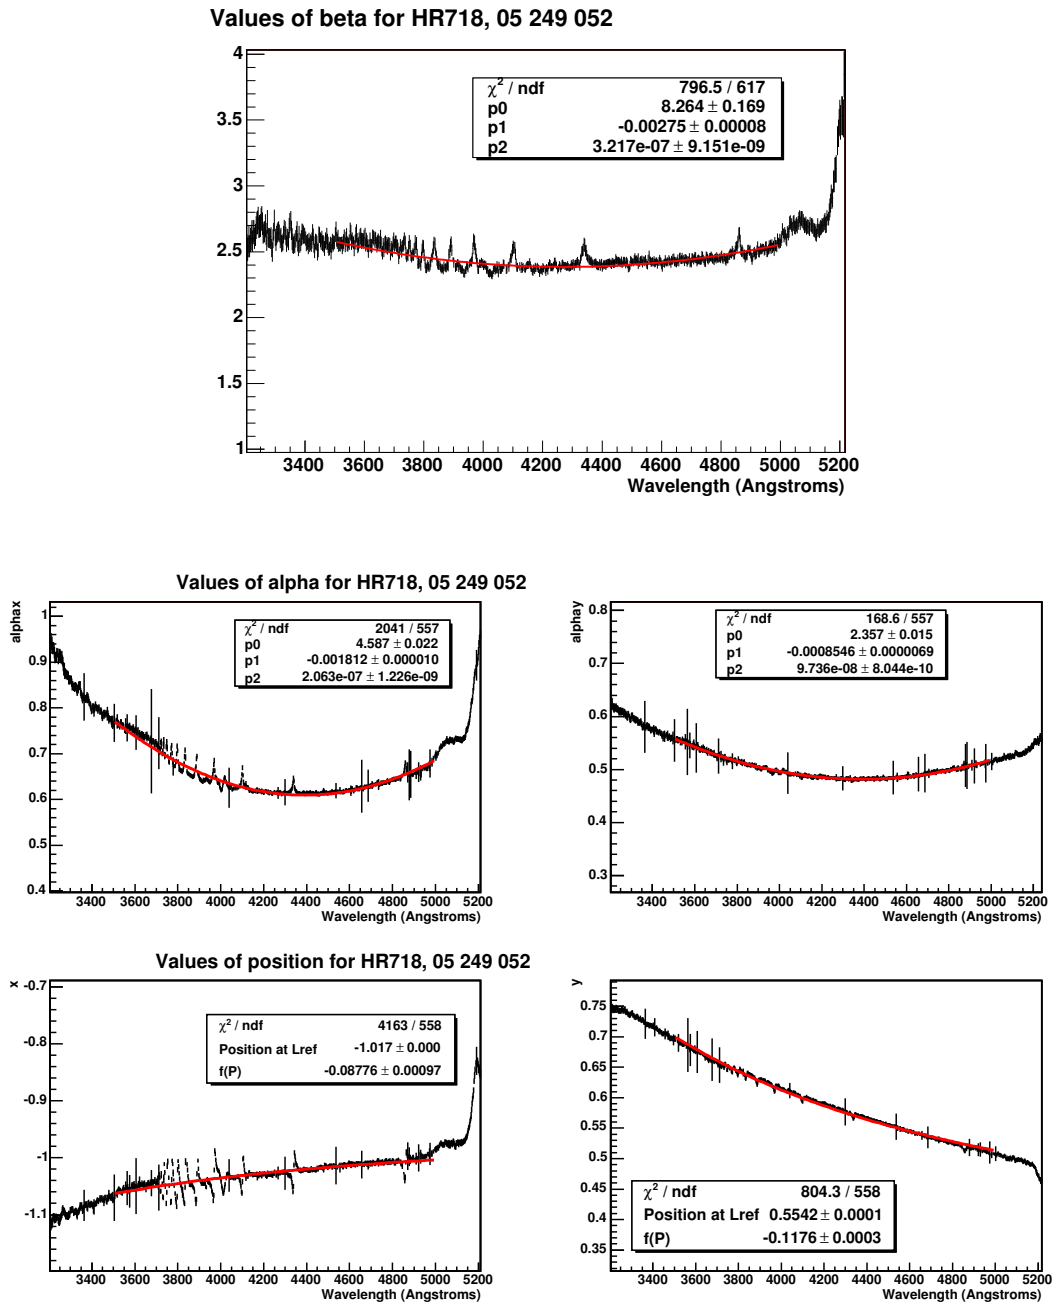 Values of beta for HR718, 05 249 052
4
3.5
3
2.5
2
1.5
1
χ² / ndf 796.5 / 617
p0 8.264 ± 0.169
p1 -0.00275 ± 0.00008
p2 3.217e-07 ± 9.151e-09
3400 3600 3800 4000 4200 4400 4600 4800 5000 5200
Wavelength (Angstroms)
Values of alpha for HR718, 05 249 052
alphax
1
0.9
0.8
0.7
0.6
0.5
0.4
χ² / ndf 2041 / 557
p0 4.587 ± 0.022
p1 -0.001812 ± 0.000010
p2 2.063e-07 ± 1.226e-09
3400 3600 3800 4000 4200 4400 4600 4800 5000 5200
Wavelength (Angstroms)
alphay
0.8
0.7
0.6
0.5
0.4
0.3
χ² / ndf 168.6 / 557
p0 2.357 ± 0.015
p1 -0.0008546 ± 0.0000069
p2 9.736e-08 ± 8.044e-10
3400 3600 3800 4000 4200 4400 4600 4800 5000 5200
Wavelength (Angstroms)
Values of position for HR718, 05 249 052
x
-0.7
-0.8
-0.9
-1
-1.1
χ² / ndf 4163 / 558
Position at Lref -1.017 ± 0.000
f(P) -0.08776 ± 0.00097
3400 3600 3800 4000 4200 4400 4600 4800 5000 5200
Wavelength (Angstroms)
y
0.75
0.7
0.65
0.6
0.55
0.5
0.45
0.4
0.35
χ² / ndf 804.3 / 558
Position at Lref 0.5542 ± 0.0001
f(P) -0.1176 ± 0.0003
3400 3600 3800 4000 4200 4400 4600 4800 5000 5200
Wavelength (Angstroms)